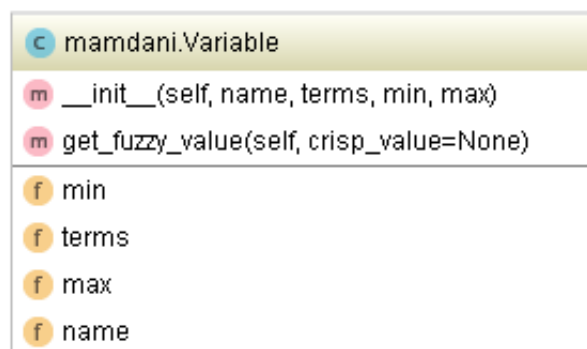 C mamdani.Variable
m __init__(self, name, terms, min, max)
m get_fuzzy_value(self, crisp_value=None)
f min
f terms
f max
f name